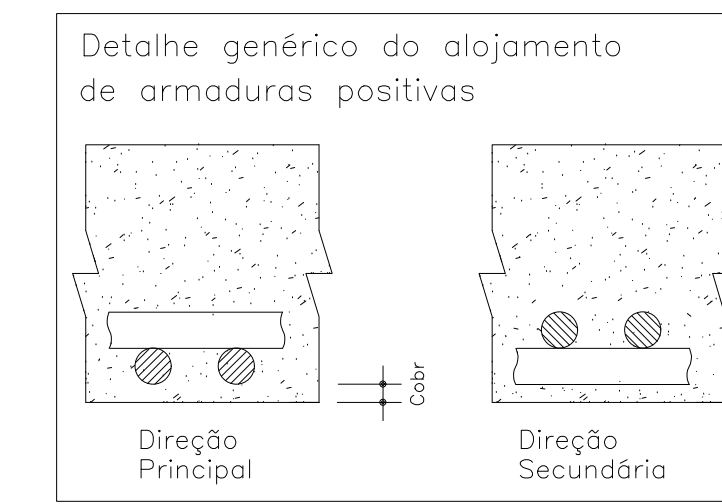 Detalhe genérico do alojamento
de armaduras positivas
Cobr
Direção
Principal
Direção
Secundária